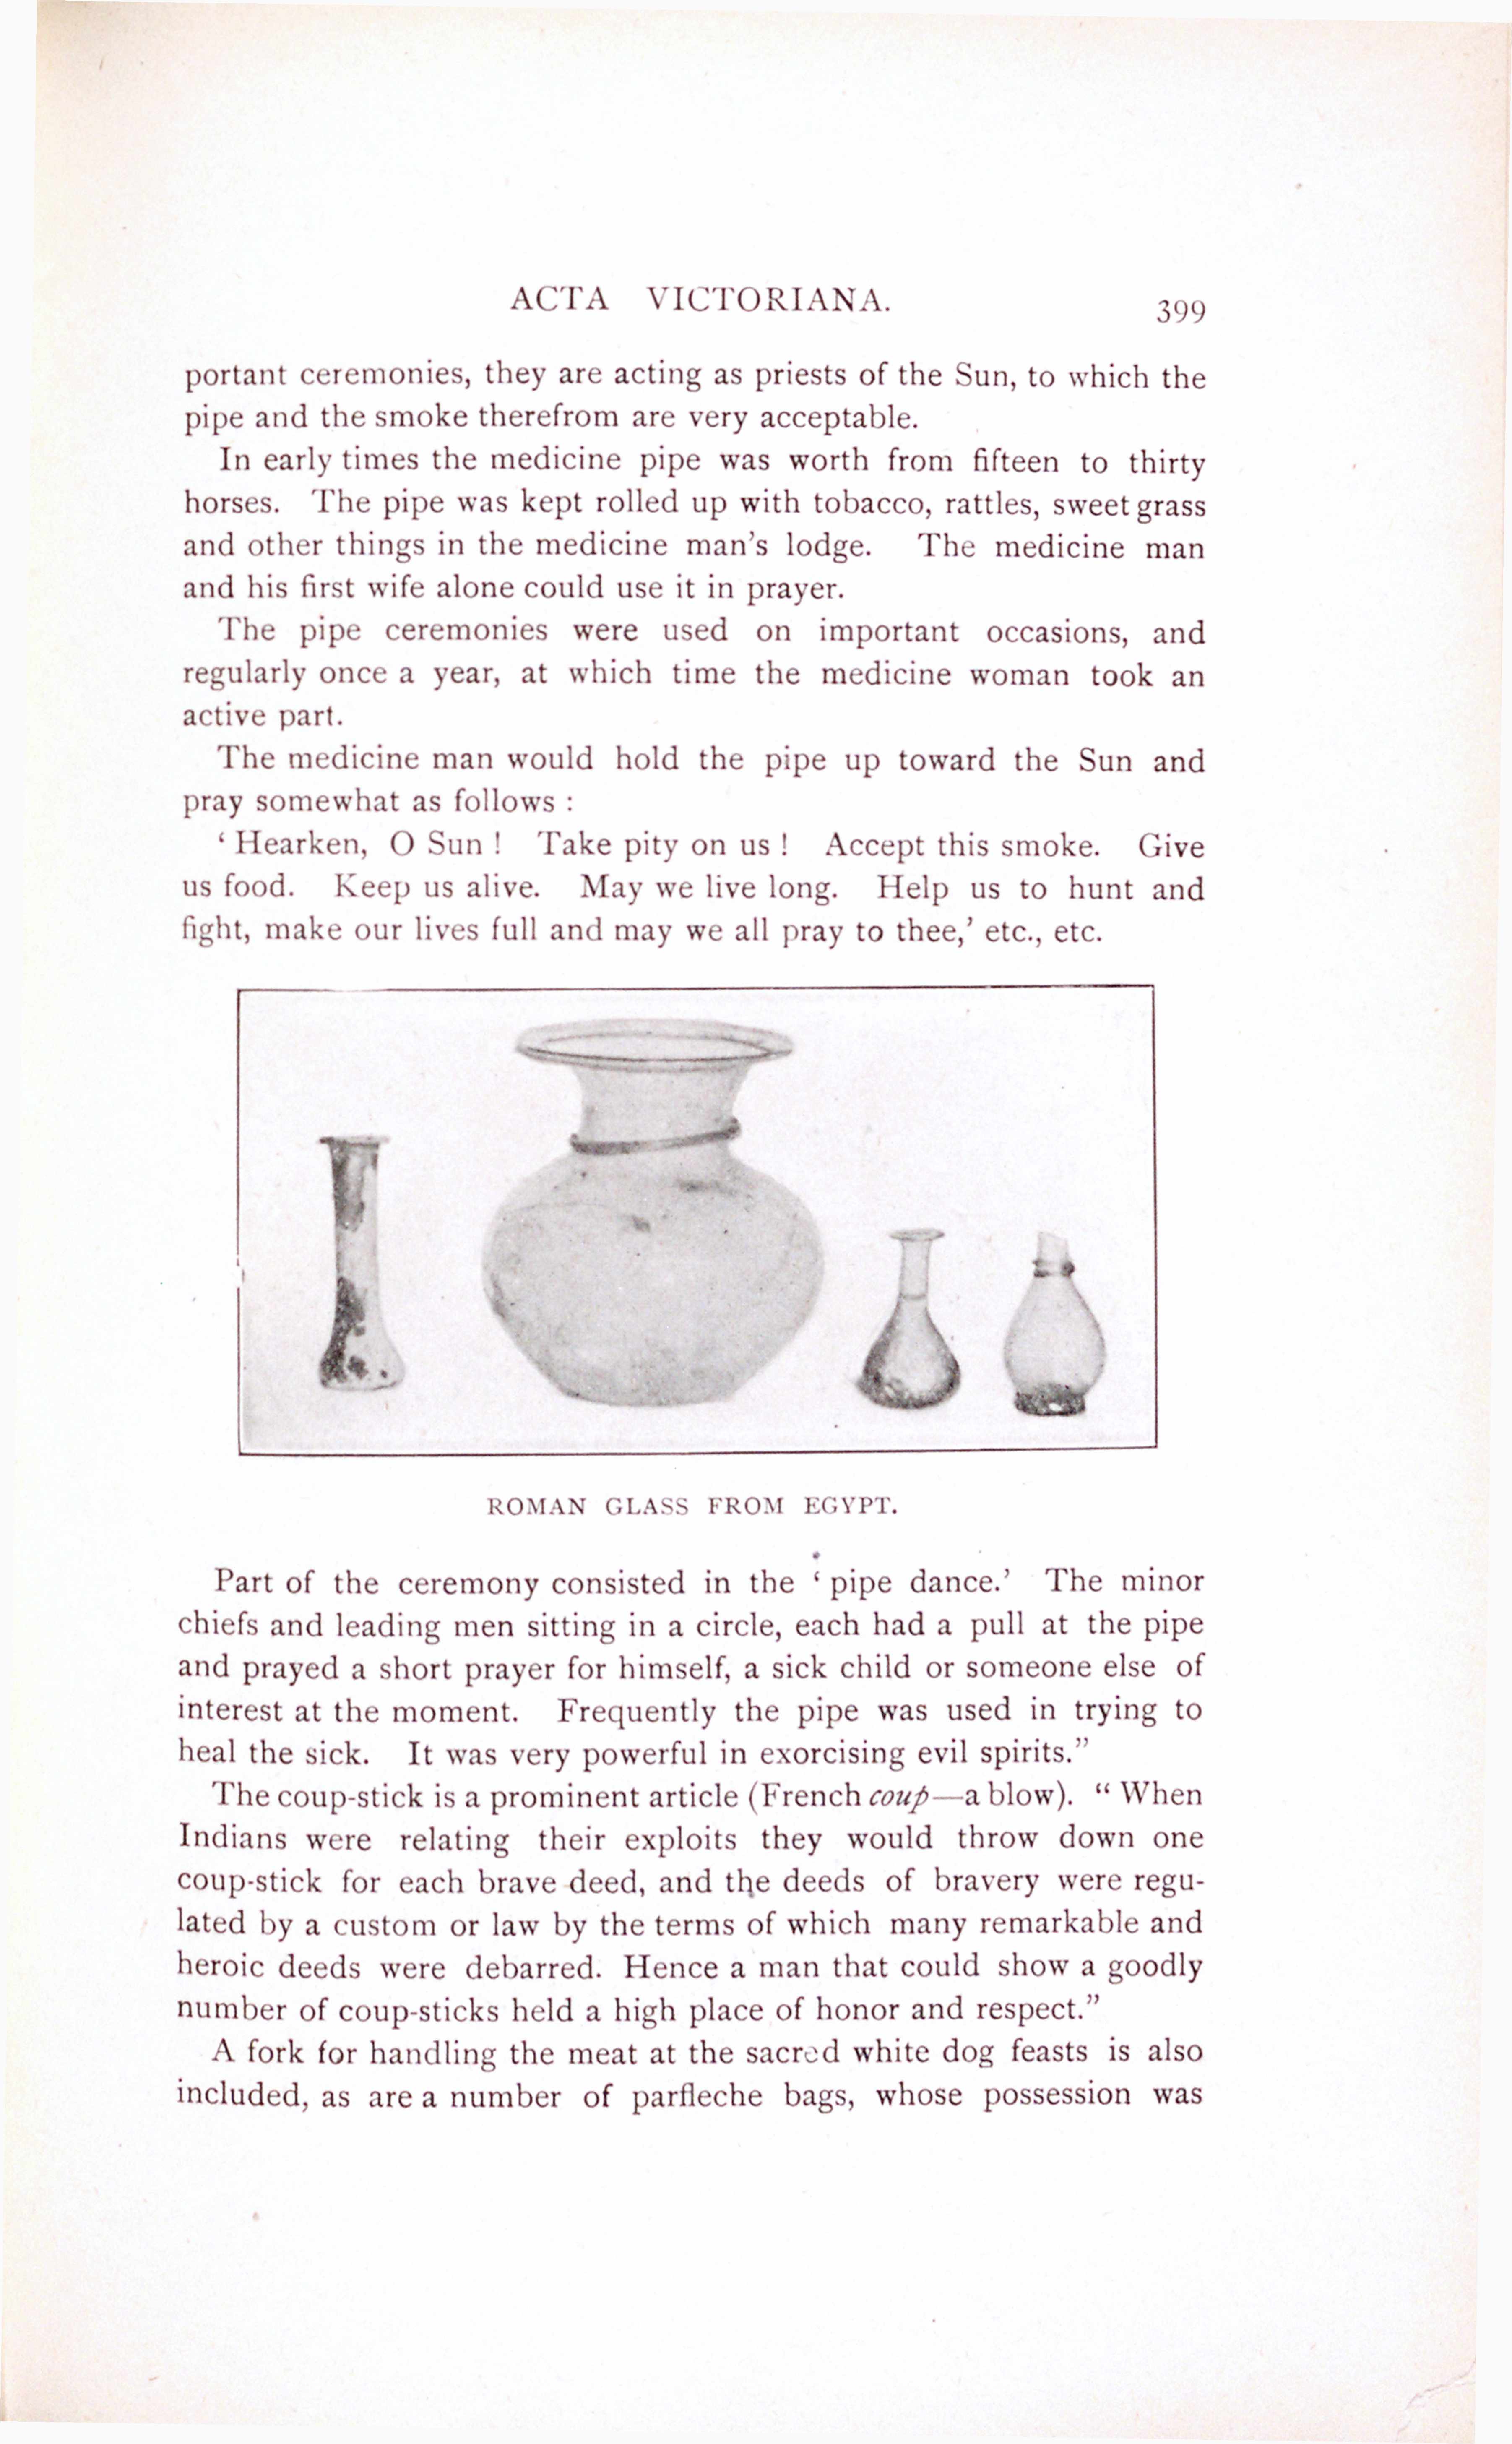 ACTA VICTORIANA. 399
portant ceremonies, they are acting as priests of the Sun, to which the
pipe and the smoke therefrom are very acceptable.
In early times the medicine pipe was worth from fifteen to thirty
horses. The pipe was kept rolled up with tobacco, rattles, sweet grass
and other things in the medicine man's lodge. The medicine man
and his first wife alone could use it in prayer.
The pipe ceremonies were used on important occasions, and
regularly once a year, at which time the medicine woman took an
active part.
The medicine man would hold the pipe up toward the Sun and
pray somewhat as follows :
‘ Hearken, O Sun ! Take pity on us ! Accept this smoke. Give
us food. Keep us alive. May we live long. Help us to hunt and
fight, make our lives full and may we all pray to thee,’ etc., etc.
ROMAN GLASS FROM EGYPT.
Part of the ceremony consisted in the ‘ pipe dance.’ The minor
chiefs and leading men sitting in a circle, each had a pull at the pipe
and prayed a short prayer for himself, a sick child or someone else of
interest at the moment. Frequently the pipe was used in trying to
heal the sick. It was very powerful in exorcising evil spirits.”
The coup-stick is a prominent article (French coup—a blow). “ When
Indians were relating their exploits they would throw down one
coup-stick for each brave deed, and the deeds of bravery were regu-
lated by a custom or law by the terms of which many remarkable and
heroic deeds were debarred. Hence a man that could show a goodly
number of coup-sticks held a high place of honor and respect.”
A fork for handling the meat at the sacred white dog feasts is also
included, as are a number of parfleche bags, whose possession was